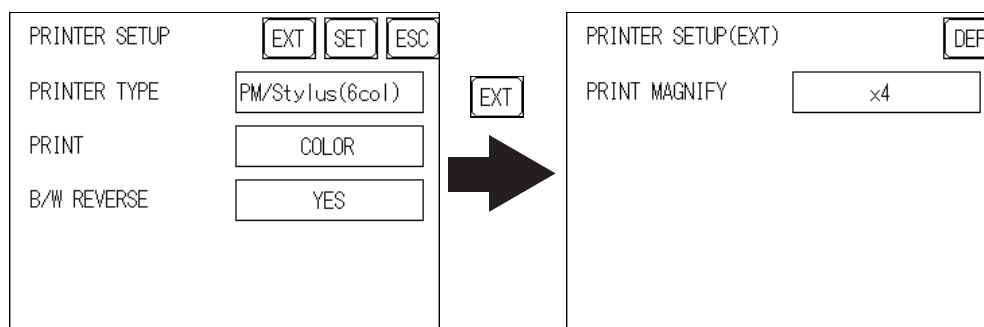 PRINTER SETUP EXT SET ESC
PRINTER TYPE PM/Stylus(6col)
PRINT COLOR
B/W REVERSE YES
EXT
PRINTER SETUP(EXT) DEF
PRINT MAGNIFY ×4